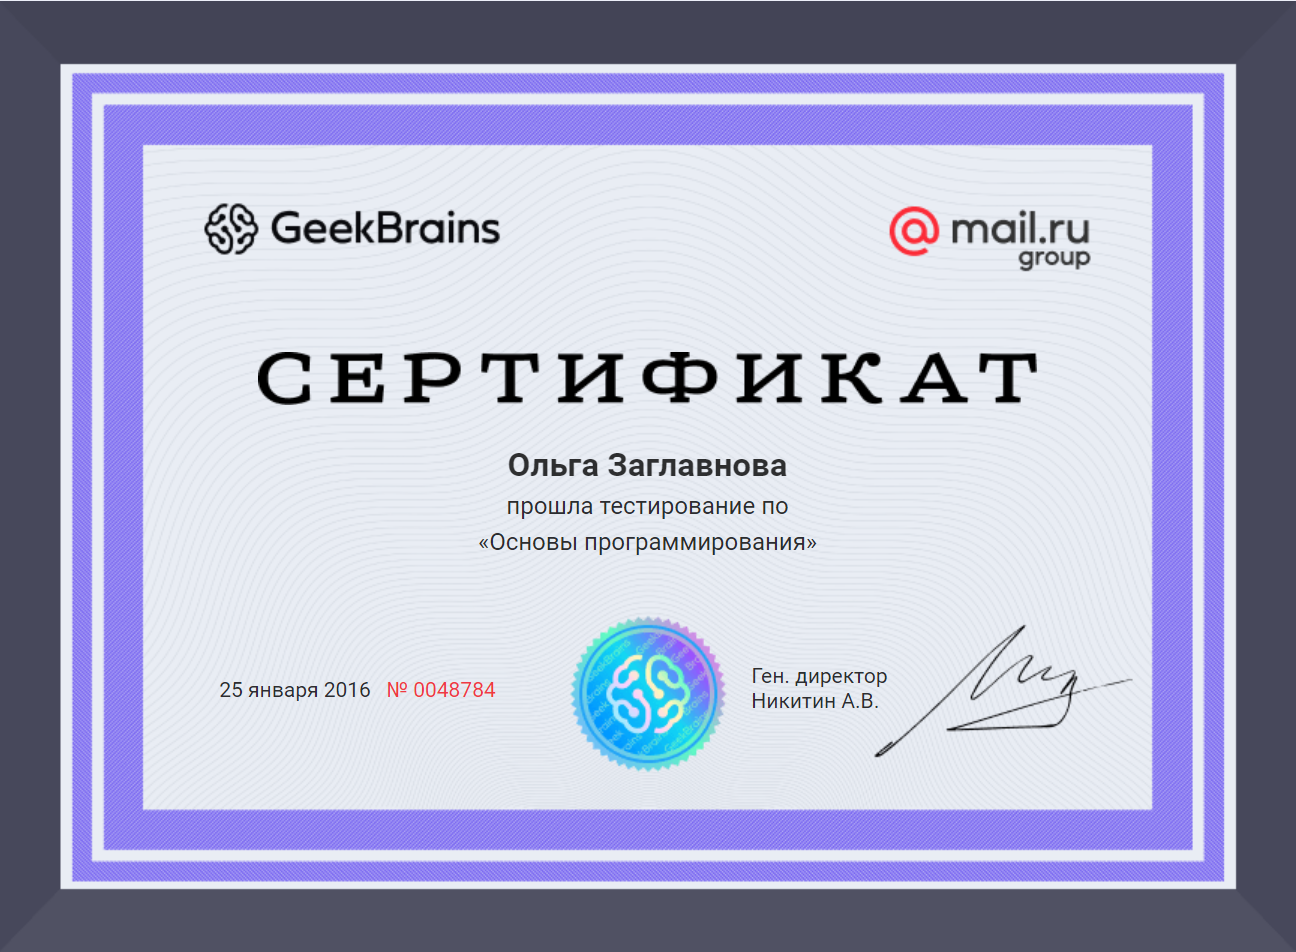 GeekBrains
@mail.ru
group
СЕРТИФИКАТ
Ольга Заглавнова
прошла тестирование по
«Основы программирования»
25 января 2016 № 0048784
Ген. директор
Никитин А.В.